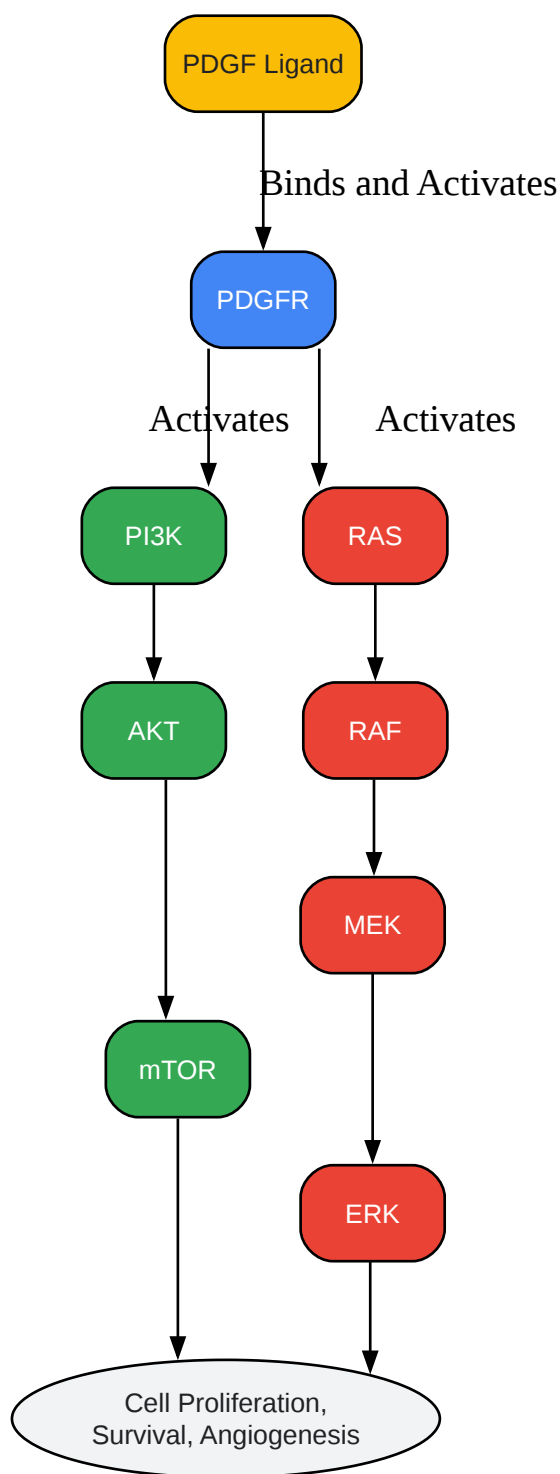 PDGF Ligand
Binds and Activates
PDGFR
Activates
Activates
PI3K
RAS
AKT
RAF
MEK
mTOR
ERK
Cell Proliferation,
Survival, Angiogenesis